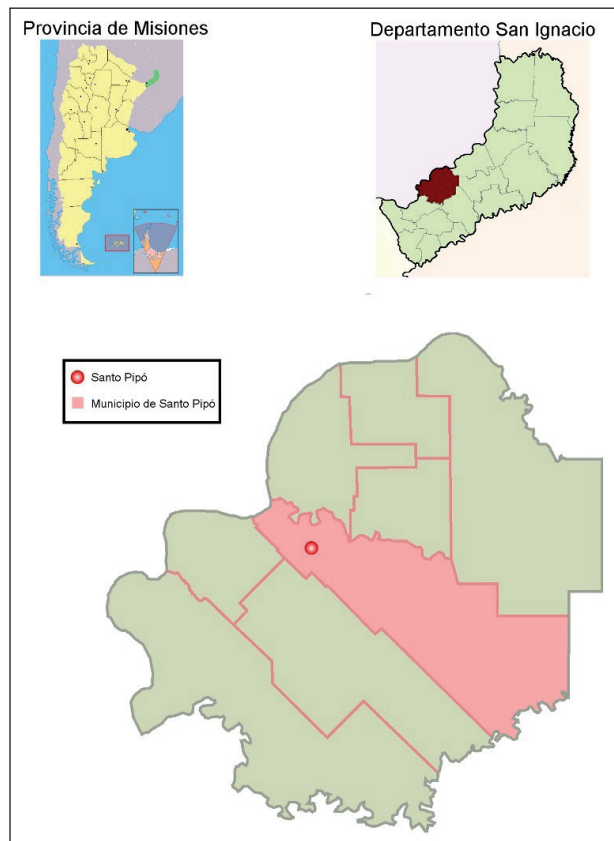 Provincia de Misiones
Departamento San Ignacio
Santo Pipó
Municipio de Santo Pipó